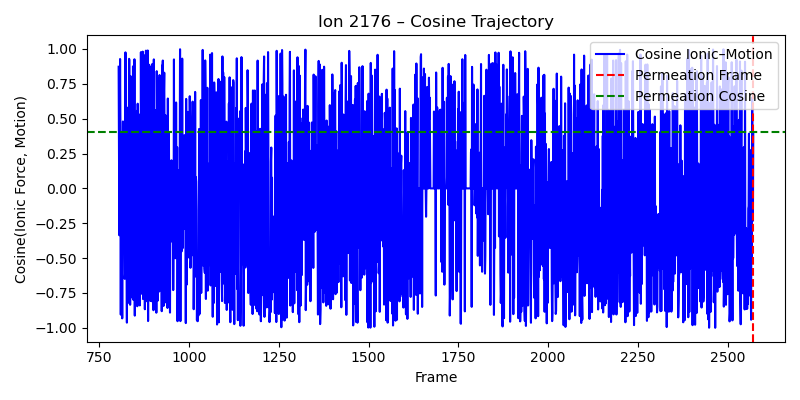 Ion 2176 – Cosine Trajectory
Cosine(Ionic Force, Motion)
1.00
0.75
0.50
0.25
0.00
−0.25
−0.50
−0.75
−1.00
Cosine Ionic–Motion
Permeation Frame
Permeation Cosine
750
1000
1250
1500
1750
2000
2250
2500
Frame